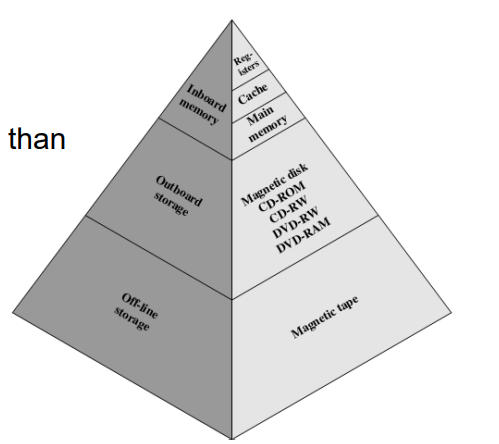 than
Inboard
memory
Reg-
isters
Cache
Main
memory
Outboard
storage
Magnetic disk
CD-ROM
CD-RW
DVD-RW
DVD-RAM
Off-line
storage
Magnetic tape